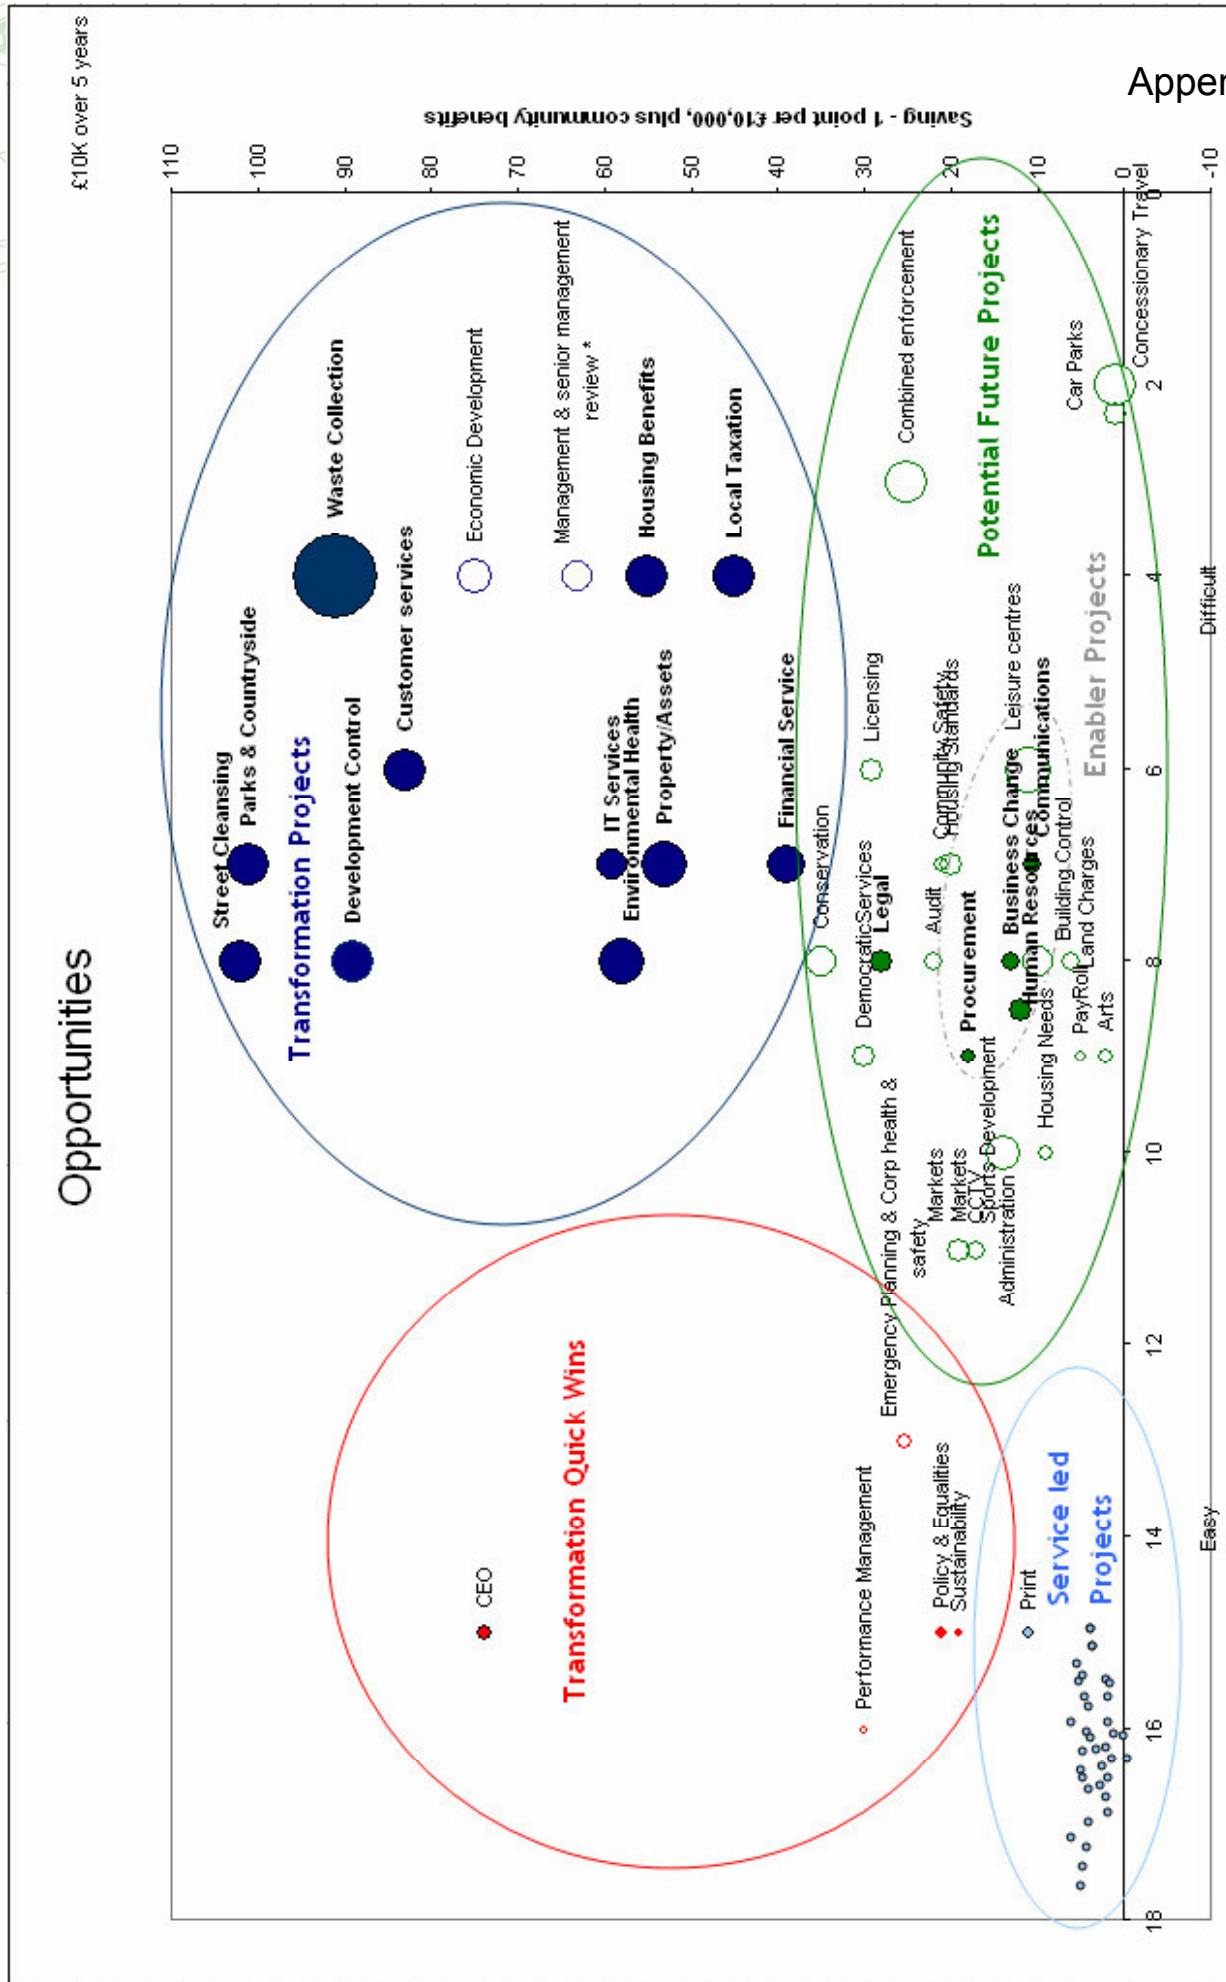 Opportunities
£10K over 5 years
Appen
Saving - 1 point per £10,000, plus community benefits
110
100
90
80
70
60
50
40
30
20
10
0
-10
Street Cleansing
Parks & Countryside
Transformation Projects
Development Control
Waste Collection
Customer services
Economic Development
Management & senior management
review *
IT Services
Environmental Health
Housing Benefits
Property/Assets
Local Taxation
Financial Service
Transformation Quick Wins
CEO
Performance Management
Emergency Planning & Corp health &
safety
Policy & Equalities
Sustainability
Conservation
DemocraticServices
Licensing
Legal
Combined enforcement
Audit
Community Safety
Housing Standards
Potential Future Projects
Markets
Markets
CCTV
Sports Development
Administration
Procurement
Business Change
Human Resources
Leisure centres
Communications
Building Control
Housing Needs
PayRoll
Land Charges
Arts
Enabler Projects
Car Parks
Concessionary Travel
Print
Service led
Projects
18
16
14
12
10
8
6
4
2
0
Easy
Difficult